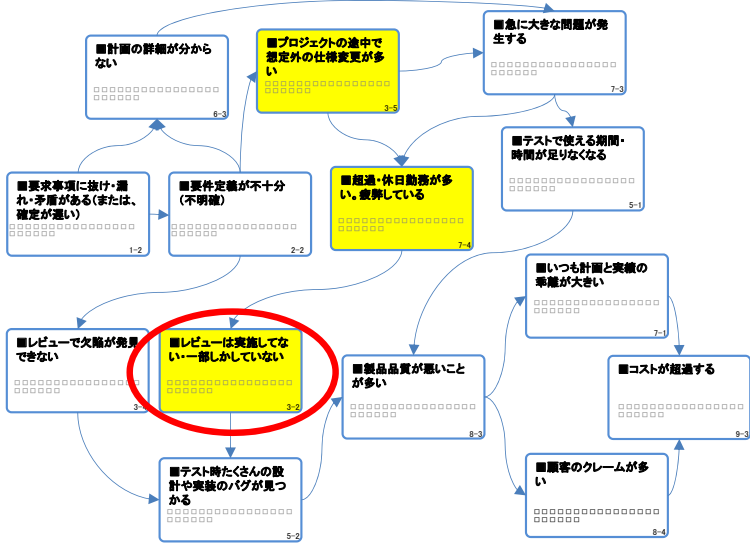 ■計画の詳細が分から
ない
□□□□□□□□□□□□□□□□
□□□□□□
6-3
■プロジェクトの途中で
想定外の仕様変更が多
い
□□□□□□□□□□□□□□□□
□□□□□□
3-5
■急に大きな問題が発
生する
□□□□□□□□□□□□□□□□
□□□□□□
7-3
■テストで使える期間・
時間が足りなくなる
□□□□□□□□□□□□□□□□
□□□□□□
5-1
■要求事項に抜け・漏
れ・矛盾がある(または、
確定が遅い)
□□□□□□□□□□□□□□□□
□□□□□□
1-2
■要件定義が不十分
(不明確)
□□□□□□□□□□□□□□□□
□□□□□□
2-2
■超過・休日勤務が多
い。疲弊している
□□□□□□□□□□□□□□□□
□□□□□□
7-4
■いつも計画と実績の
乖離が大きい
□□□□□□□□□□□□□□□□
□□□□□□
7-1
■レビューで欠陥が発見
できない
□□□□□□□□□□□□□□□□
□□□□□□
■レビューは実施してな
い・一部しかしていない
□□□□□□□□□□□□□□□□
□□□□□□
3-2
■製品品質が悪いこと
が多い
□□□□□□□□□□□□□□□□
□□□□□□
8-3
■コストが超過する
□□□□□□□□□□□□□□□□
□□□□□□
9-3
■テスト時たくさんの設
計や実装のバグが見つ
かる
□□□□□□□□□□□□□□□□
□□□□□□
5-2
■顧客のクレームが多
い
□□□□□□□□□□□□□□□□
□□□□□□
8-4